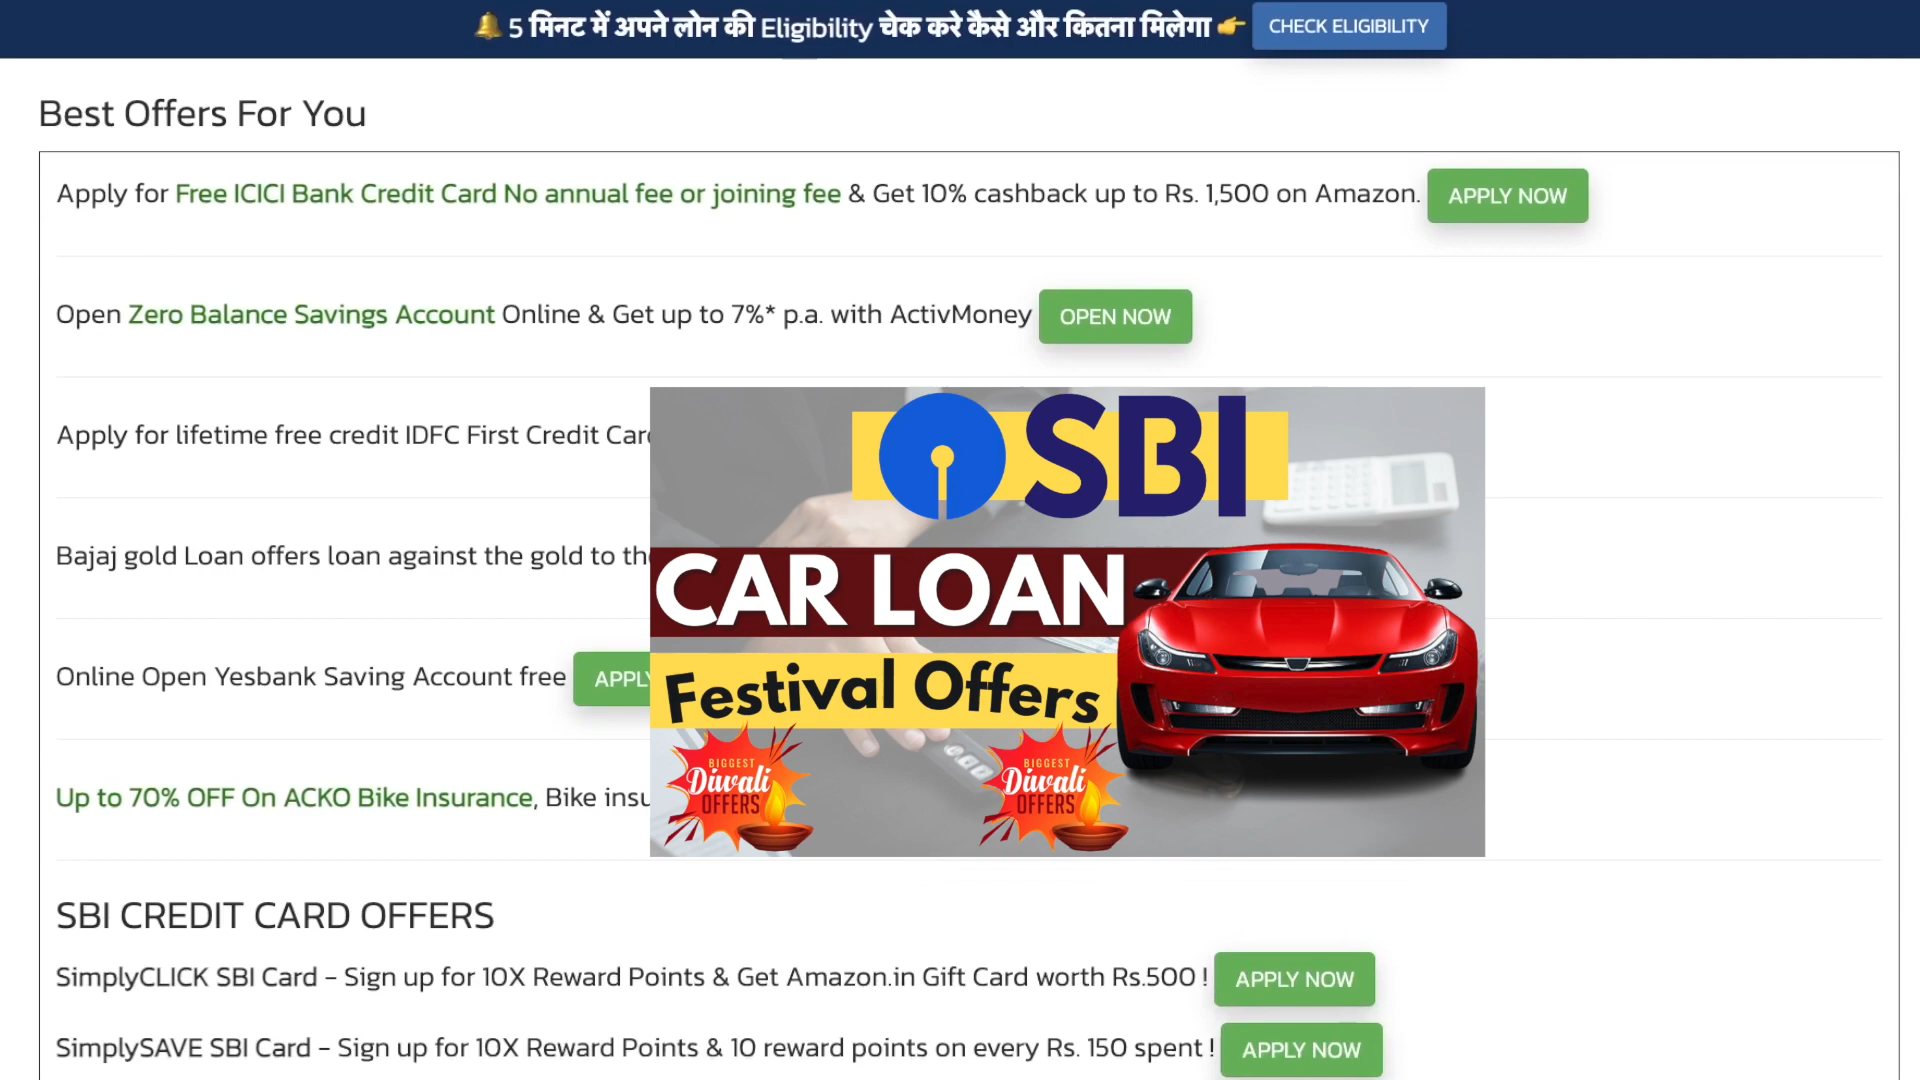 5 मिनट में अपने लोन की Eligibility चेक करे कैसे और कितना मिलेगा CHECK ELIGIBILITY
Best Offers For You
Apply for Free ICICI Bank Credit Card No annual fee or joining fee & Get 10% cashback up to Rs. 1,500 on Amazon. APPLY NOW
Open Zero Balance Savings Account Online & Get up to 7%* p.a. with ActivMoney OPEN NOW
Apply for lifetime free credit IDFC First Credit
Bajaj gold Loan offers loan against the gold to
Online Open Yesbank Saving Account free
Up to 70% OFF On ACKO Bike Insurance, Bike
SBI
CAR LOAN
Festival Offers
BIGGEST
Diwali
OFFERS
BIGGEST
Diwali
OFFERS
SBI CREDIT CARD OFFERS
SimplyCLICK SBI Card – Sign up for 10X Reward Points & Get Amazon.in Gift Card worth Rs.500 ! APPLY NOW
SimplySAVE SBI Card – Sign up for 10X Reward Points & 10 reward points on every Rs. 150 spent ! APPLY NOW